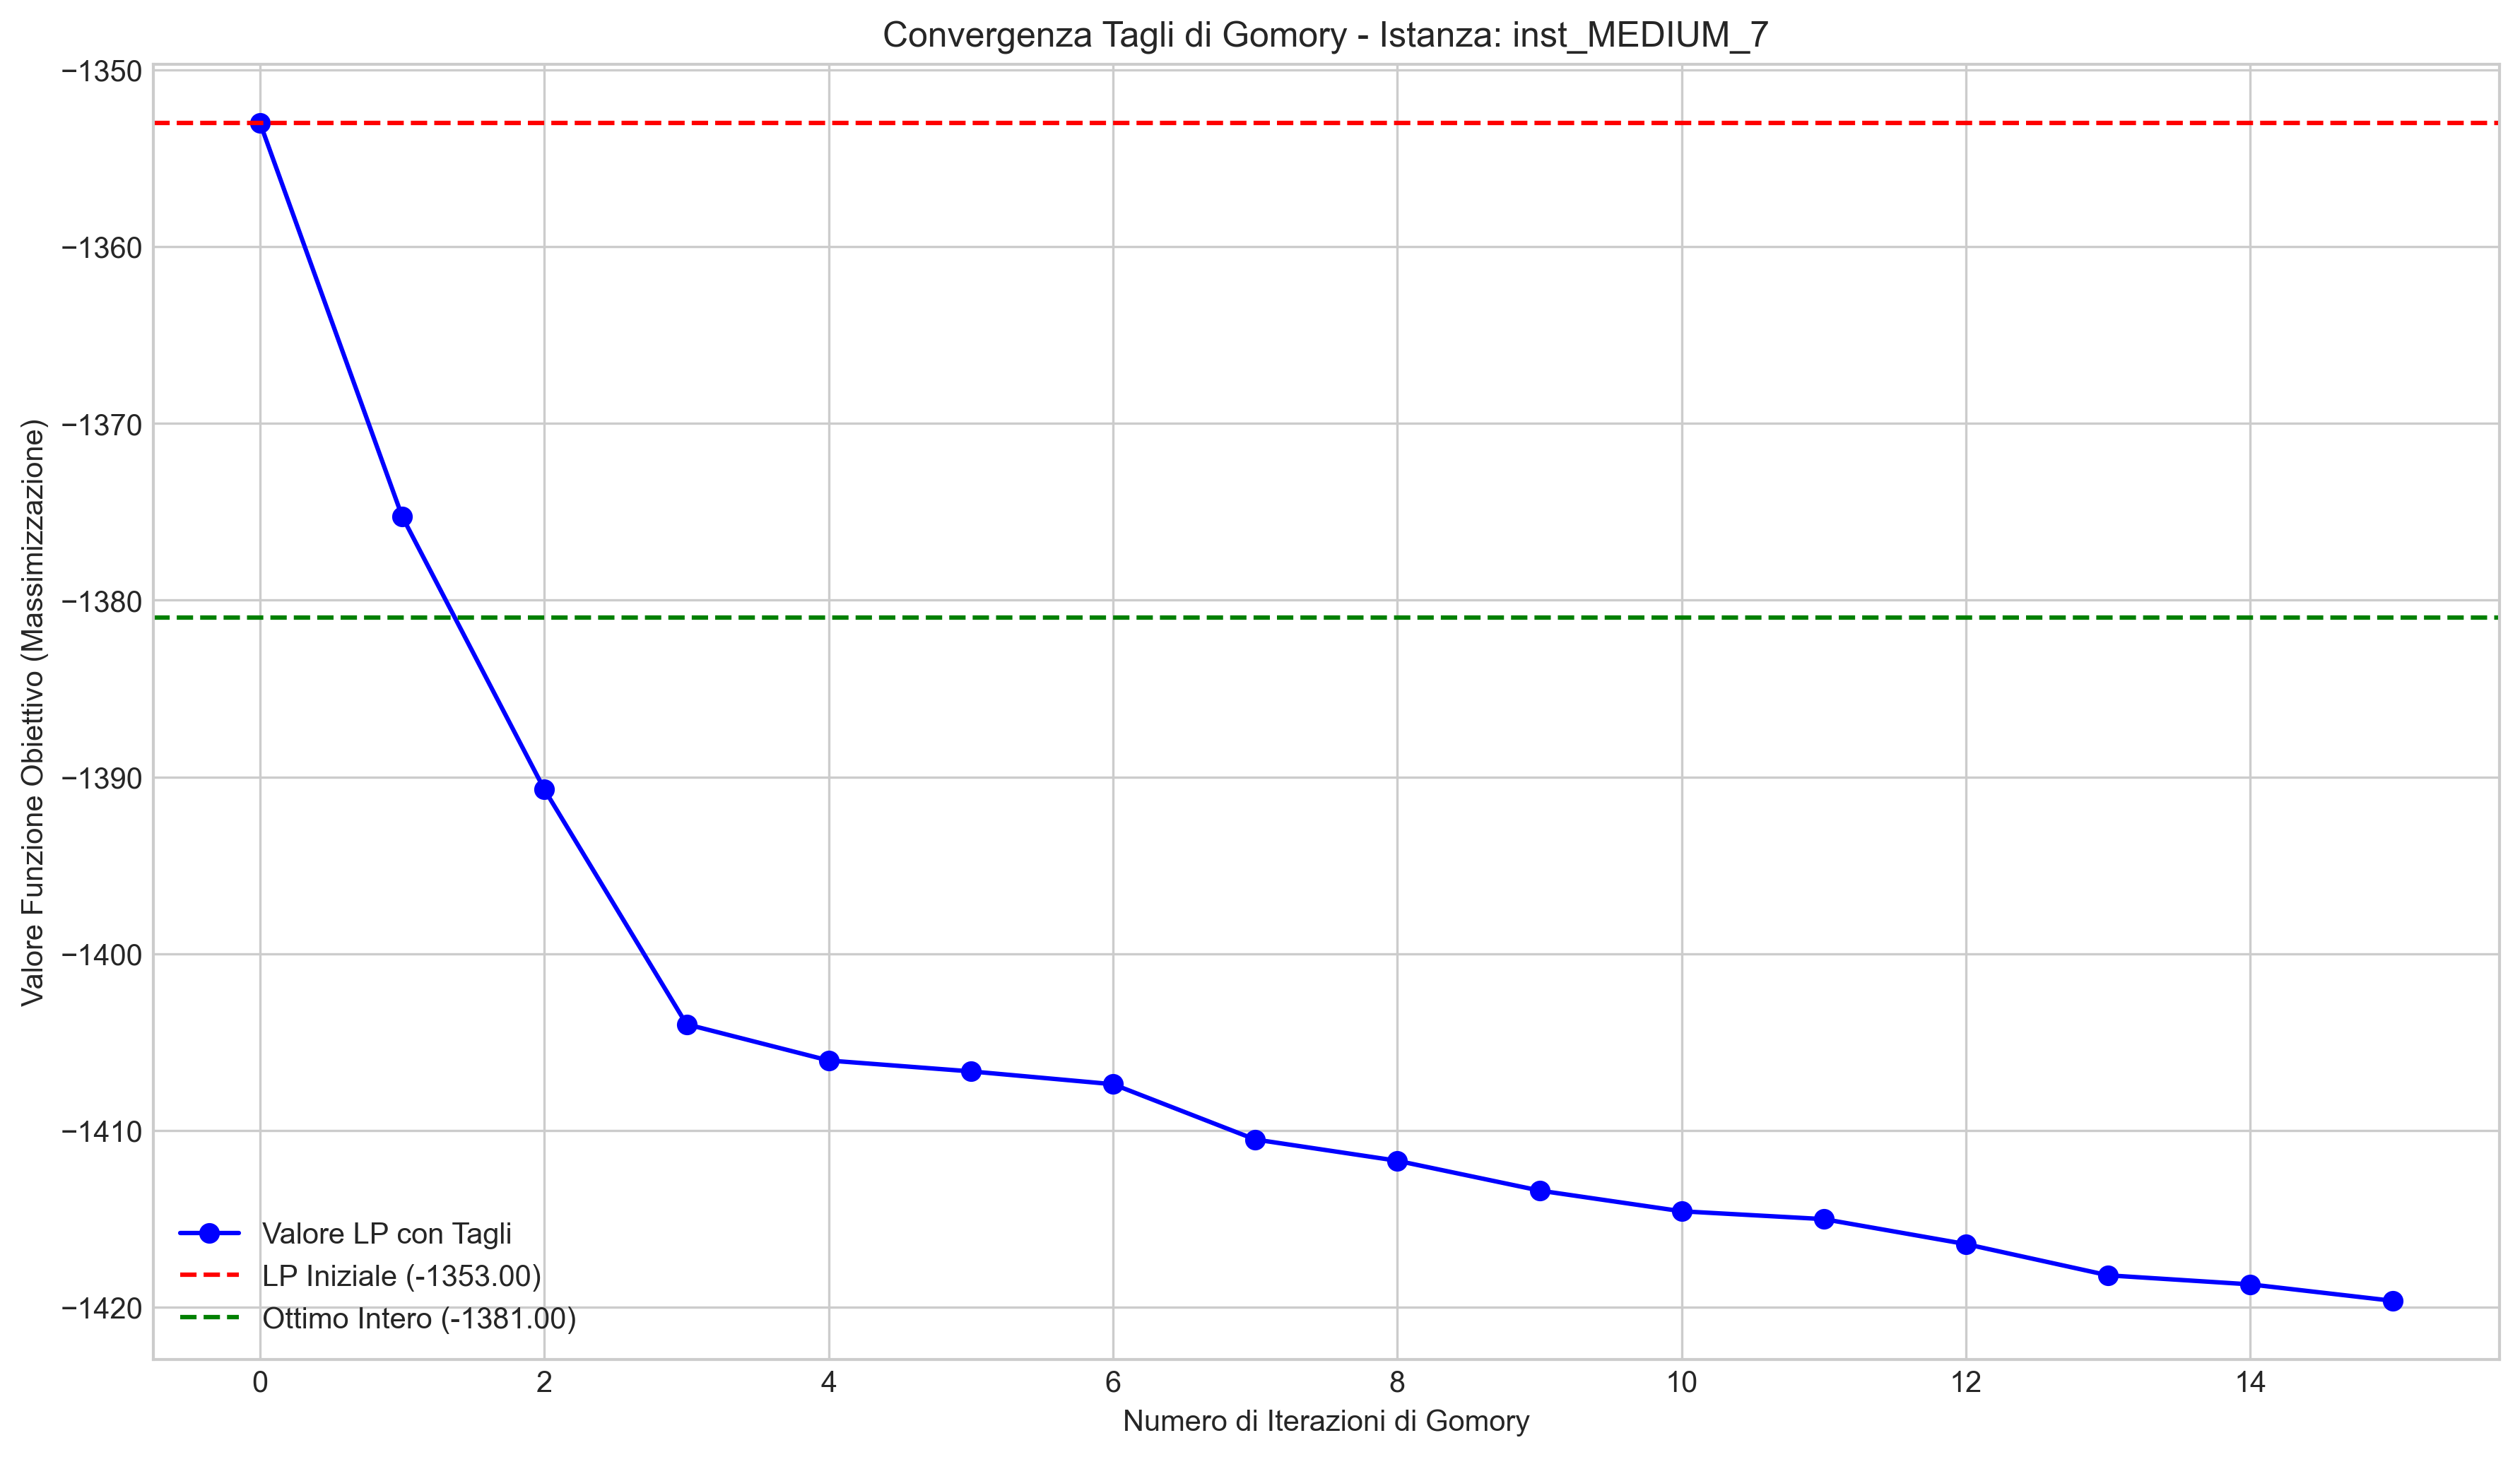 Convergenza Tagli di Gomory - Istanza: inst_MEDIUM_7
Valore Funzione Obiettivo (Massimizzazione)
−1350
−1360
−1370
−1380
−1390
−1400
−1410
−1420
Valore LP con Tagli
LP Iniziale (-1353.00)
Ottimo Intero (-1381.00)
0 2 4 6 8 10 12 14
Numero di Iterazioni di Gomory